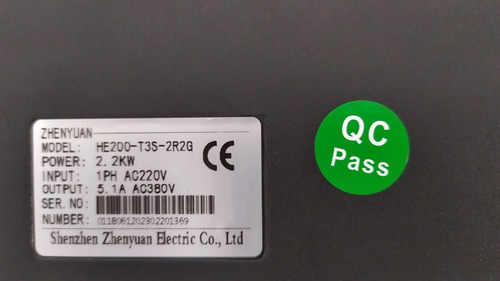 ZHENYUAN
MODEL: HE200-T3S-2R2G
POWER: 2.2KW
INPUT: 1PH AC220V
OUTPUT: 5.1A AC380V
SER. NO:
NUMBER: 0118061202302201369
Shenzhen Zhenyuan Electric Co., Ltd
CE
QC
Pass